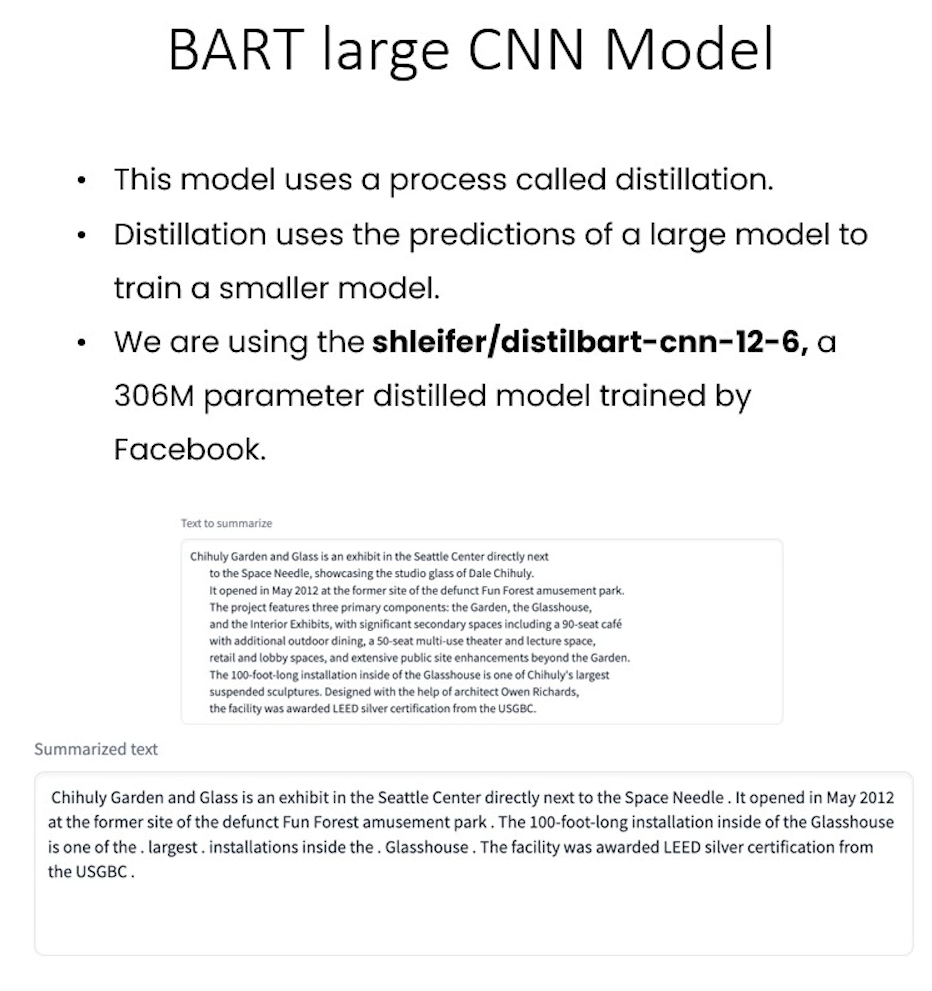 BART large CNN Model
• This model uses a process called distillation.
• Distillation uses the predictions of a large model to
train a smaller model.
• We are using the shleifer/distilbart-cnn-12-6, a
306M parameter distilled model trained by
Facebook.
Text to summarize
Chihuly Garden and Glass is an exhibit in the Seattle Center directly next
to the Space Needle, showcasing the studio glass of Dale Chihuly.
It opened in May 2012 at the former site of the defunct Fun Forest amusement park.
The project features three primary components: the Garden, the Glasshouse,
and the Interior Exhibits, with significant secondary spaces including a 90-seat café
with additional outdoor dining, a 50-seat multi-use theater and lecture space,
retail and lobby spaces, and extensive public site enhancements beyond the Garden.
The 100-foot-long installation inside of the Glasshouse is one of Chihuly's largest
suspended sculptures. Designed with the help of architect Owen Richards,
the facility was awarded LEED silver certification from the USGBC.
Summarized text
Chihuly Garden and Glass is an exhibit in the Seattle Center directly next to the Space Needle . It opened in May 2012
at the former site of the defunct Fun Forest amusement park . The 100-foot-long installation inside of the Glasshouse
is one of the . largest . installations inside the . Glasshouse . The facility was awarded LEED silver certification from
the USGBC .